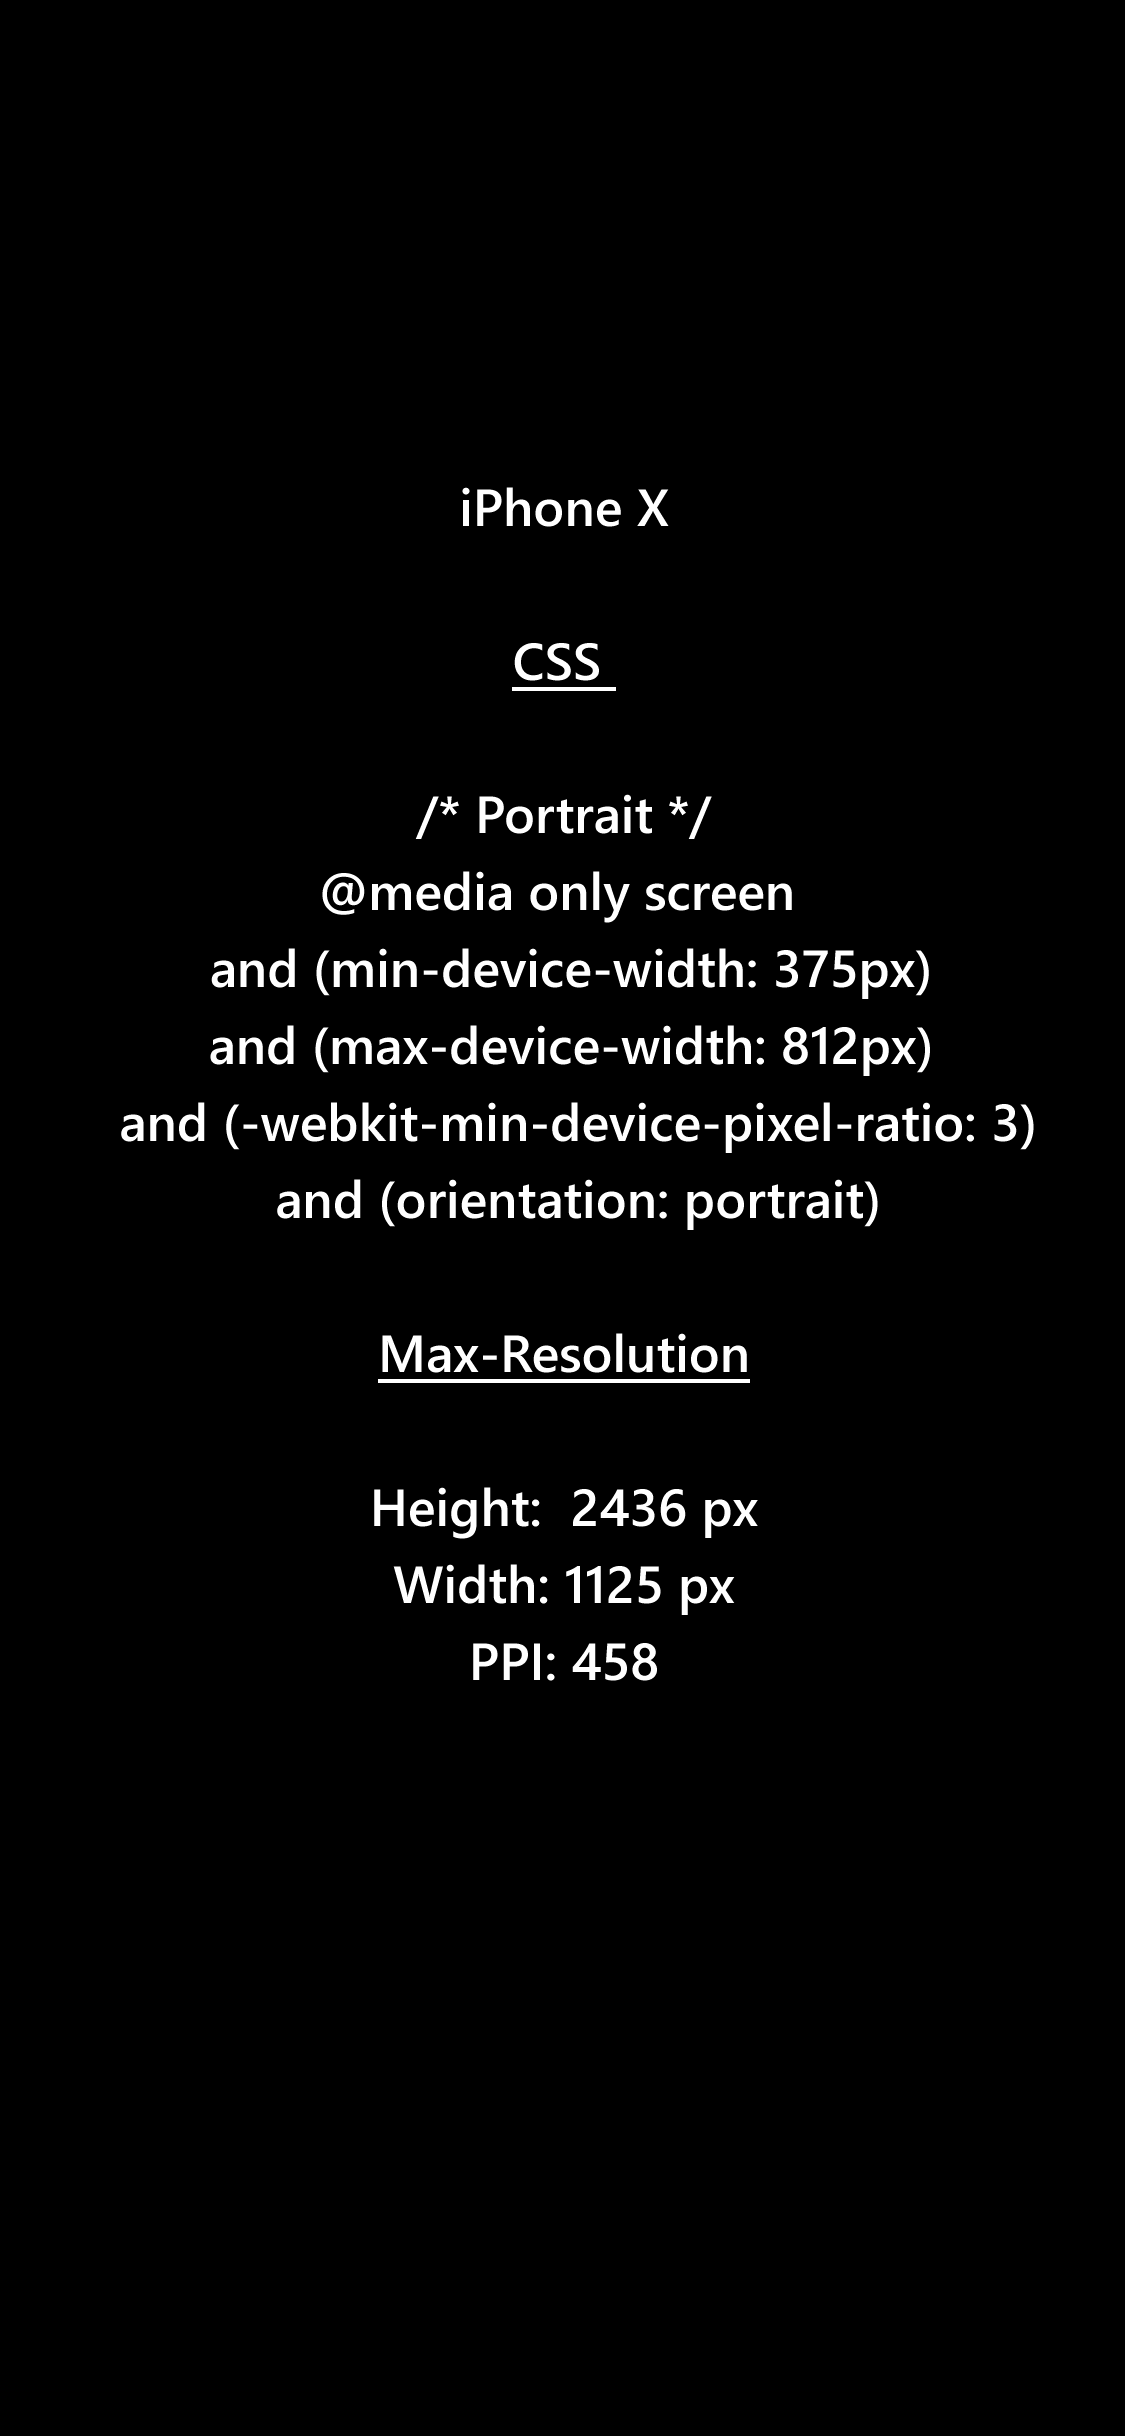 iPhone X
CSS
/* Portrait */
@media only screen
and (min-device-width: 375px)
and (max-device-width: 812px)
and (-webkit-min-device-pixel-ratio: 3)
and (orientation: portrait)
Max-Resolution
Height:  2436 px
Width: 1125 px
PPI: 458